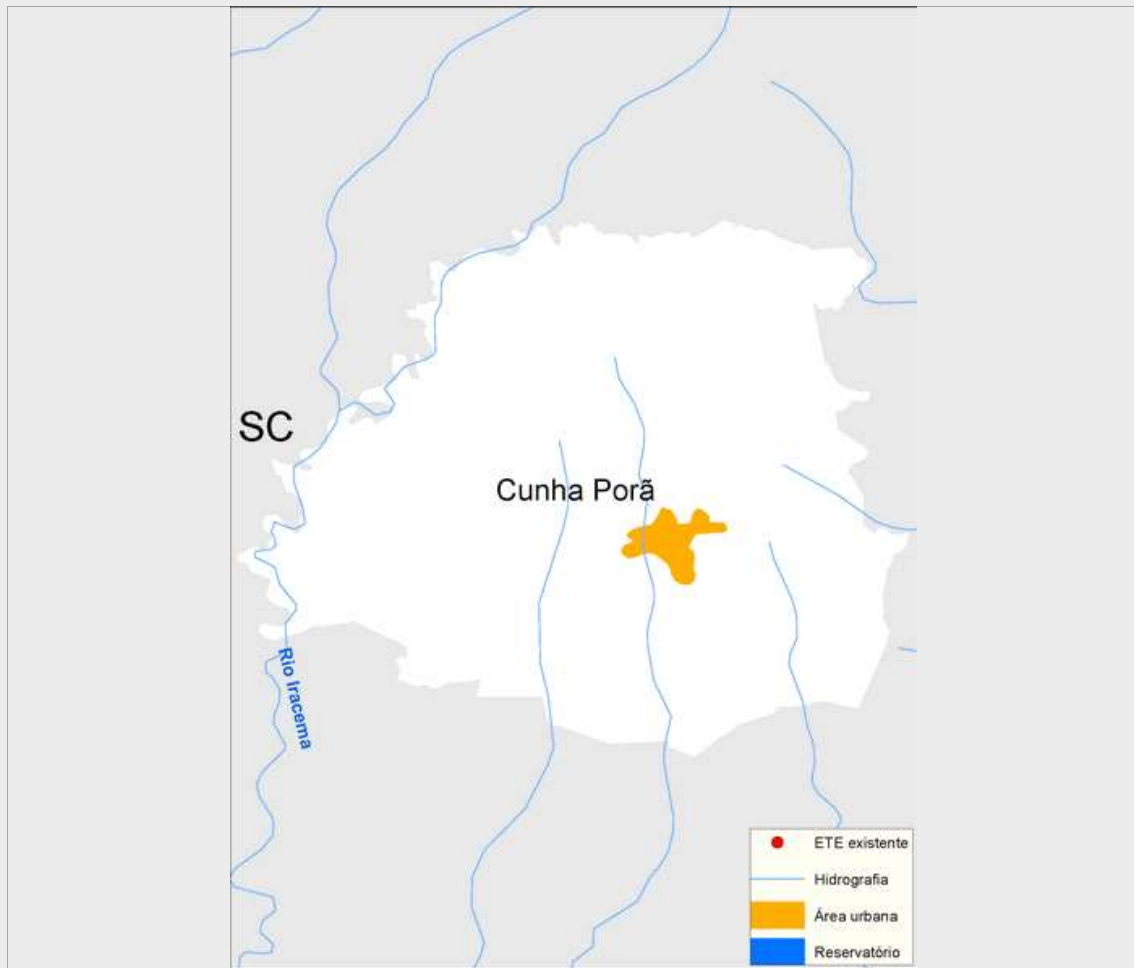 SC
Cunha Porã
Rio Iracema
ETE existente
Hidrografia
Área urbana
Reservatório